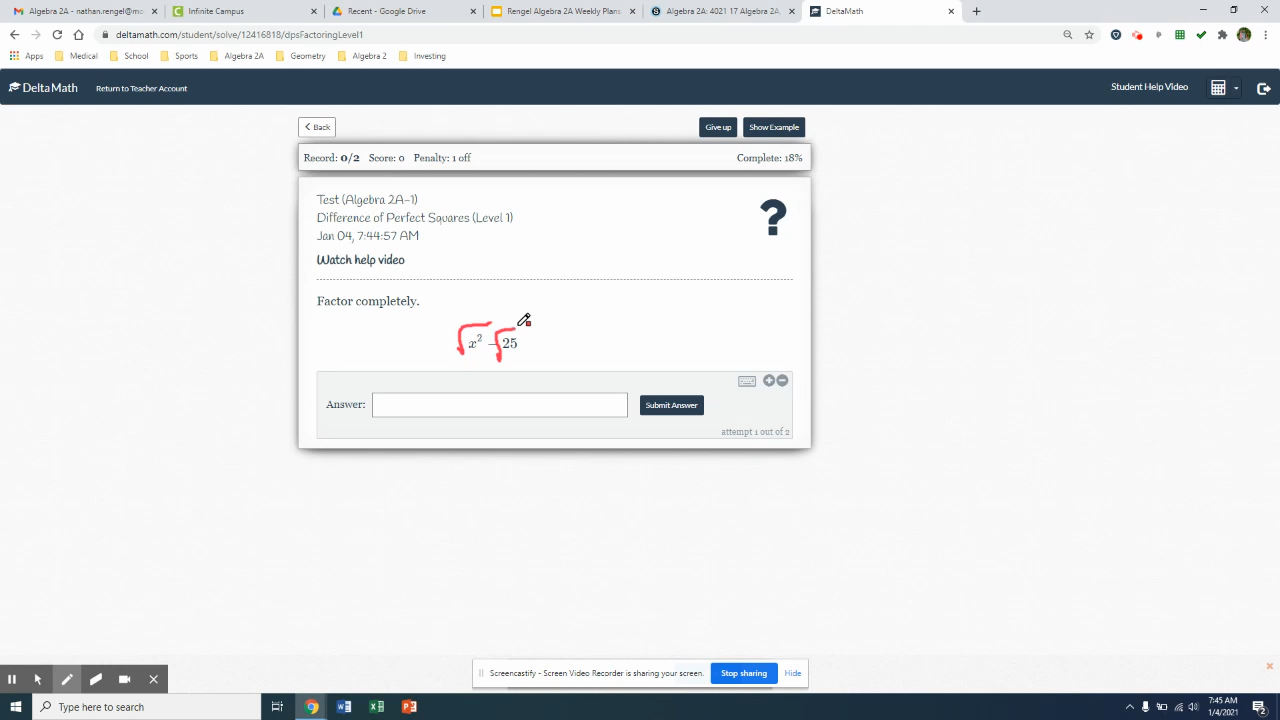 Algebra 2A - nathan.rengel@mc
Infinite Campus
Recent - Google Drive
Rengel Algebra 2A Weekly Plans
Algebra 2A: 4021 17 Algebra 2A,
DeltaMath
deltamath.com/student/solve/12416818/dpsFactoringLevel1
Apps Medical School Sports Algebra 2A Geometry Algebra 2 Investing
DeltaMath Return to Teacher Account Student Help Video
Back Give up Show Example
Record: 0/2 Score: 0 Penalty: 1 off Complete: 18%
Test (Algebra 2A-1)
Difference of Perfect Squares (Level 1)
Jan 04, 7:44:57 AM
?
Watch help video
Factor completely.
√x² − √25
Answer: Submit Answer
attempt 1 out of 2
Screencastify - Screen Video Recorder is sharing your screen. Stop sharing Hide
Type here to search
7:45 AM
1/4/2021
2